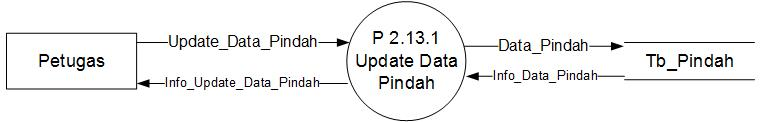 Petugas
Update_Data_Pindah
Info_Update_Data_Pindah
P 2.13.1
Update Data
Pindah
Data_Pindah
Info_Data_Pindah
Tb_Pindah